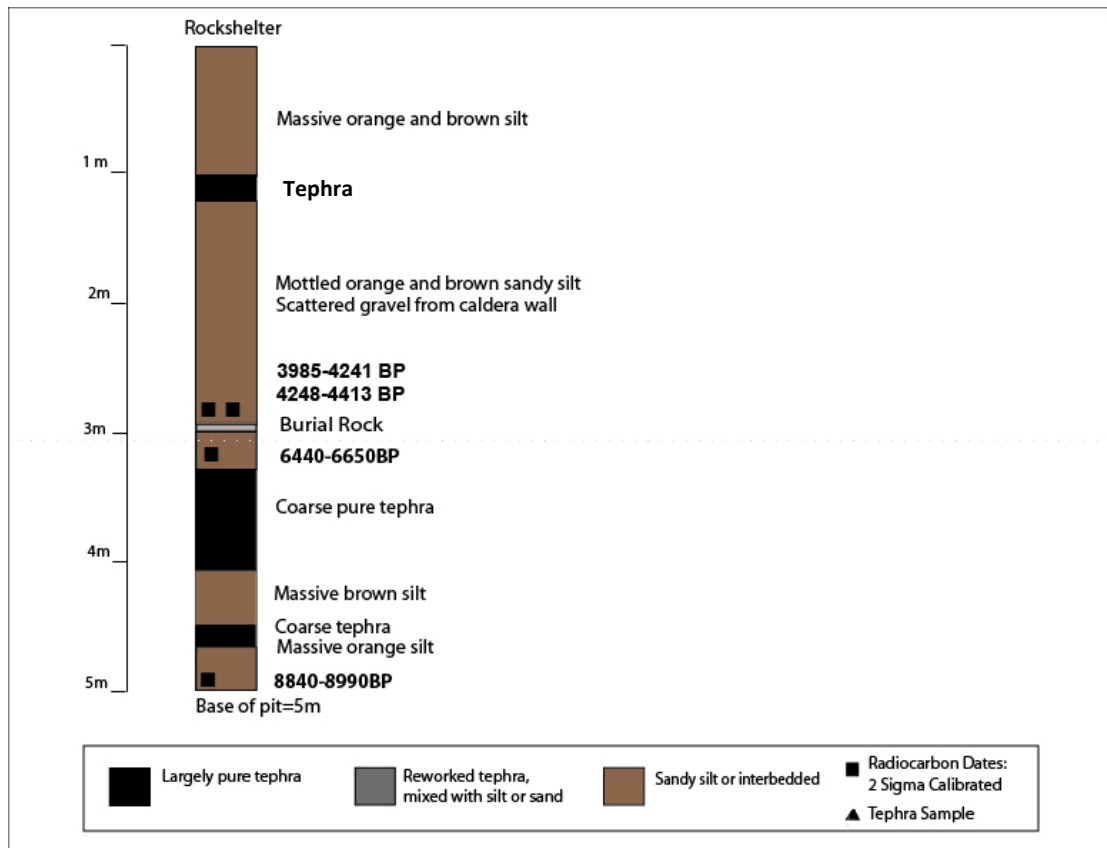 Rockshelter
Massive orange and brown silt
1 m
Tephra
Mottled orange and brown sandy silt
2m
Scattered gravel from caldera wall
3985-4241 BP
4248-4413 BP
Burial Rock
3m
6440-6650BP
Coarse pure tephra
4m
Massive brown silt
Coarse tephra
Massive orange silt
8840-8990BP
5m
Base of pit=5m
Largely pure tephra
Reworked tephra,
mixed with silt or sand
Sandy silt or interbedded
Radiocarbon Dates:
2 Sigma Calibrated
Tephra Sample